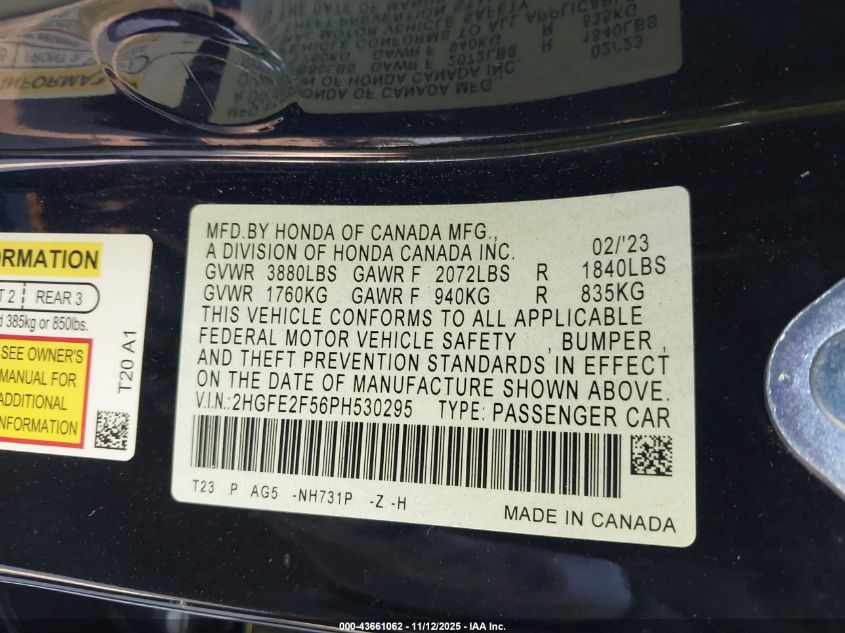 MFD.BY HONDA OF CANADA MFG.,
A DIVISION OF HONDA CANADA INC. 02/'23
GVWR 3880LBS GAWR F 2072LBS R 1840LBS
GVWR 1760KG GAWR F 940KG R 835KG
THIS VEHICLE CONFORMS TO ALL APPLICABLE
FEDERAL MOTOR VEHICLE SAFETY , BUMPER ,
AND THEFT PREVENTION STANDARDS IN EFFECT
ON THE DATE OF MANUFACTURE SHOWN ABOVE.
V.I.N.:2HGFE2F56PH530295 TYPE: PASSENGER CAR
T23 P AG5 -NH731P -Z -H
MADE IN CANADA
REAR 3
385kg or 850lbs.
SEE OWNER'S
MANUAL FOR
ADDITIONAL
T20 A1
000-43661062 - 11/12/2025 - IAA Inc.